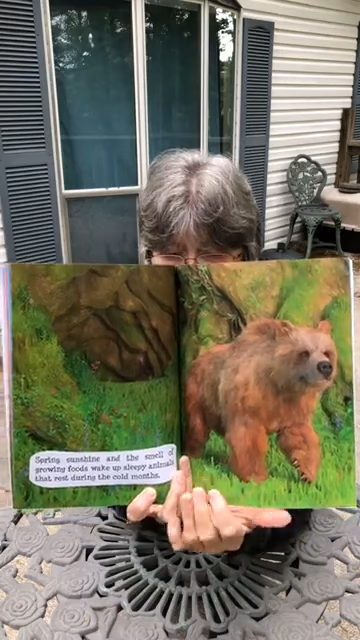 Spring sunshine and the smell of
growing foods wake up sleepy animals
that rest during the cold months.